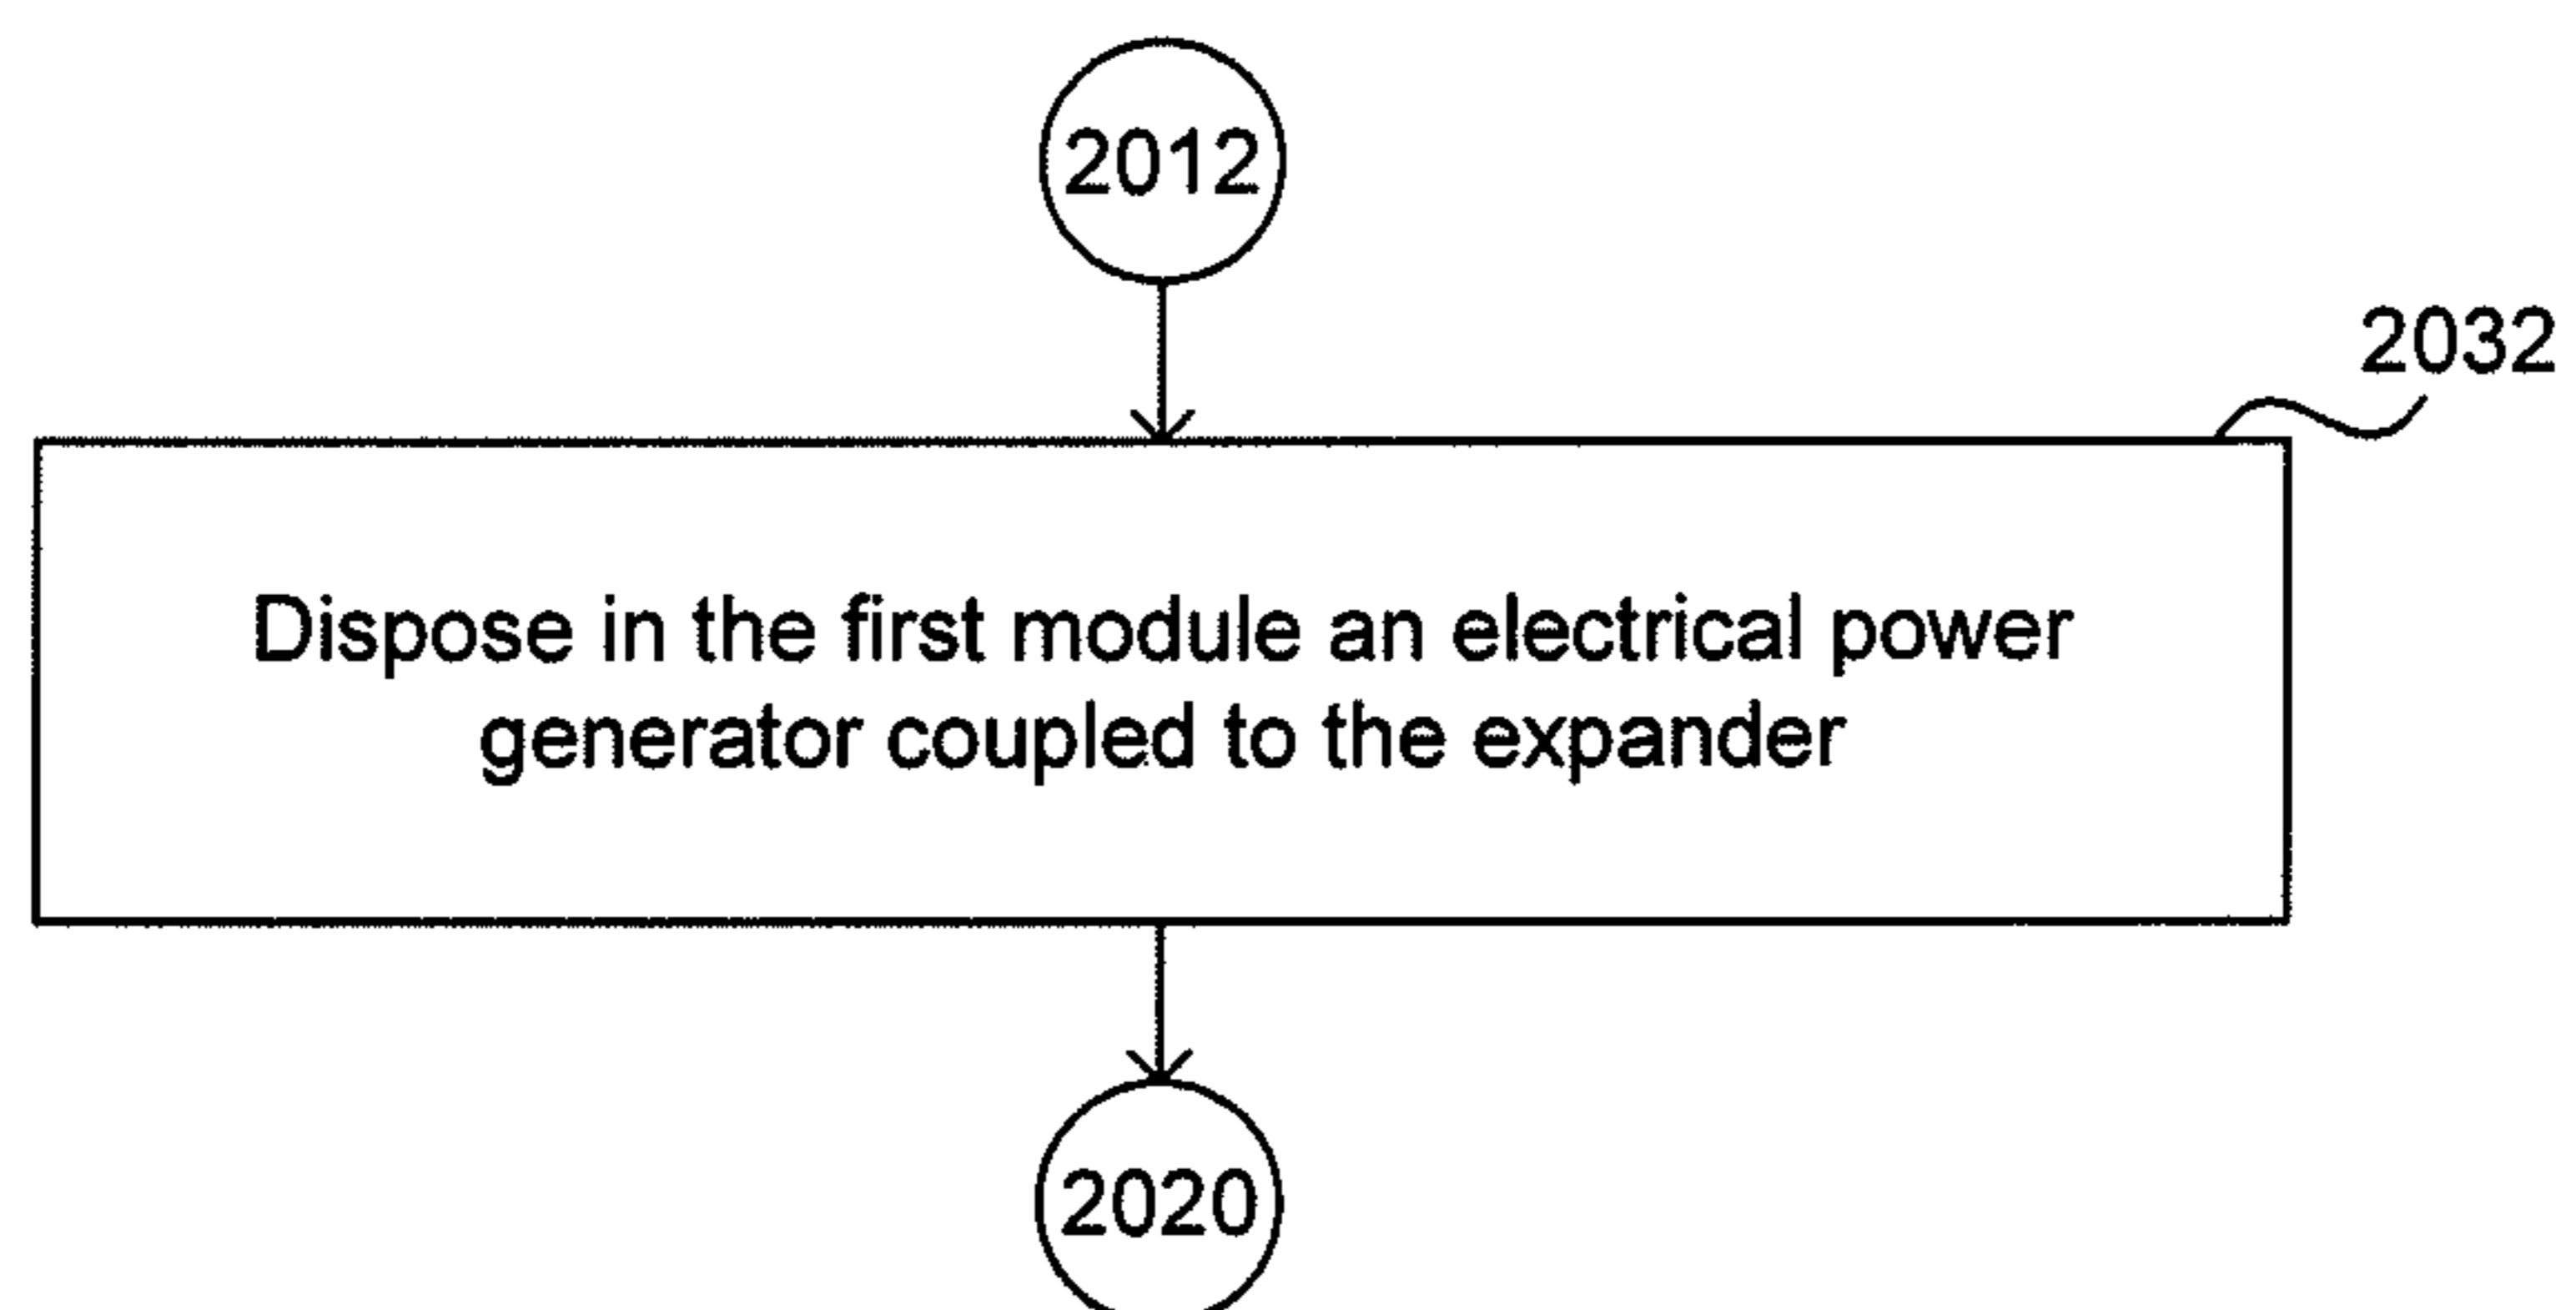 2012
2032
Dispose in the first module an electrical power
generator coupled to the expander
2020